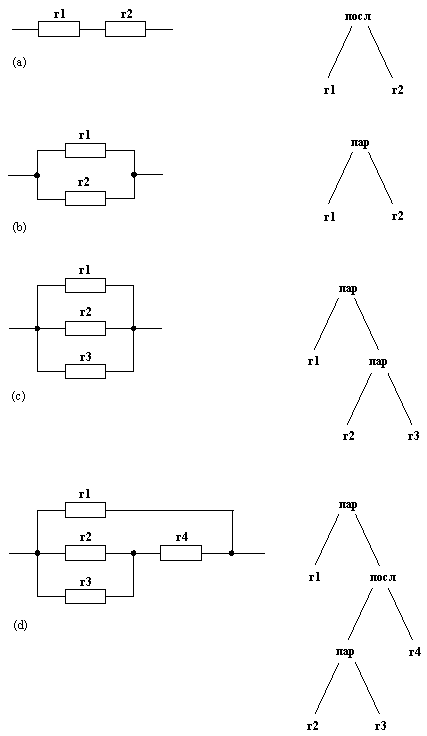 r1 r2 посл
(a) r1 r2
r1 пар
r2
r1 r2
(b)
r1 пар
r2
r3 r1 пар
(c)
r2 r3
r1 пар
r2 r4
r1 посл
r3
(d)
пар r4
r2 r3